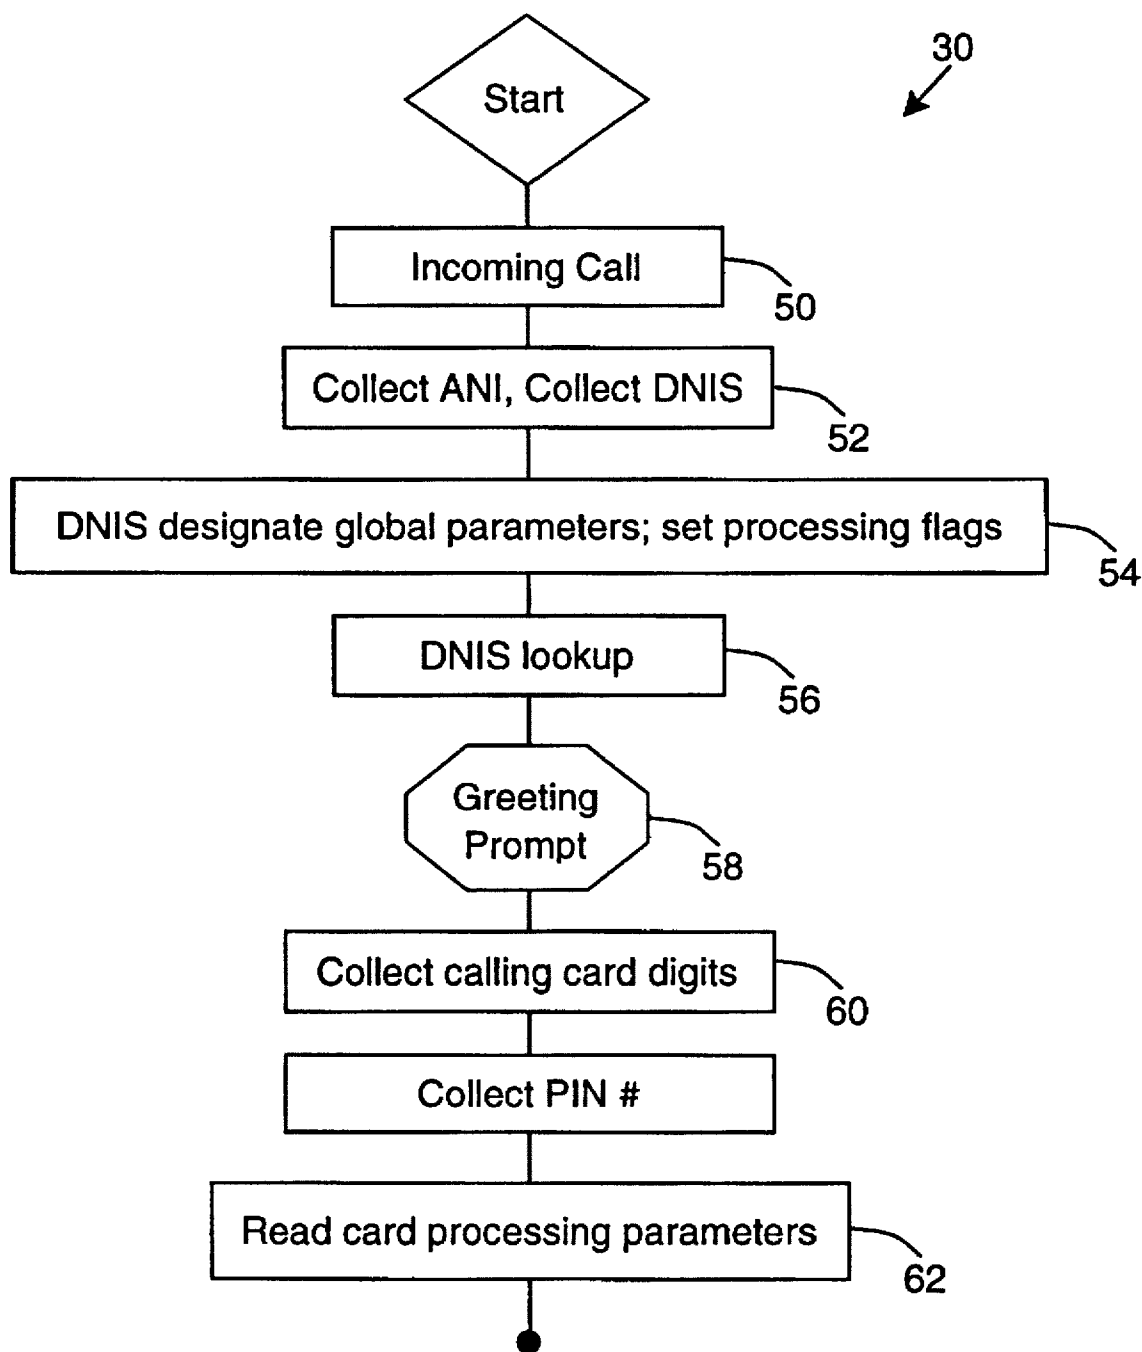 30
Start
Incoming Call
50
Collect ANI, Collect DNIS
52
DNIS designate global parameters; set processing flags
54
DNIS lookup
56
Greeting
Prompt
58
Collect calling card digits
60
Collect PIN #
Read card processing parameters
62